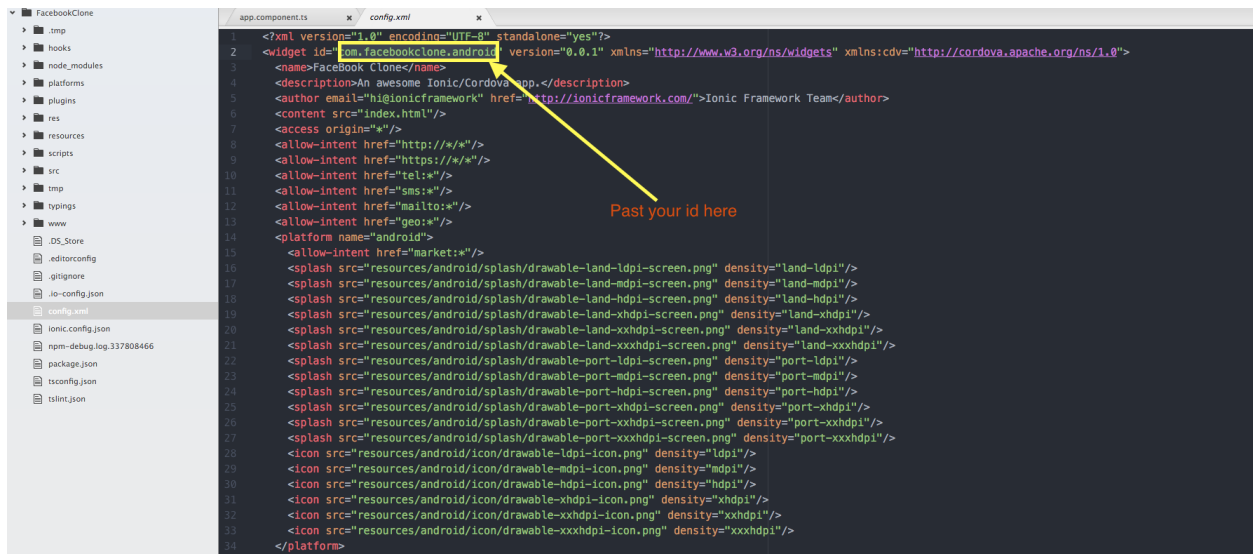 FacebookClone
.tmp
hooks
node_modules
platforms
plugins
res
resources
scripts
src
tmp
typings
www
.DS_Store
.editorconfig
.gitignore
.io-config.json
config.xml
ionic.config.json
npm-debug.log.337808466
package.json
tsconfig.json
tslint.json
app.component.ts x config.xml x
1 <?xml version="1.0" encoding="UTF-8" standalone="yes"?>
2 <widget id="com.facebookclone.android" version="0.0.1" xmlns="http://www.w3.org/ns/widgets" xmlns:cdv="http://cordova.apache.org/ns/1.0">
3 <name>FaceBook Clone</name>
4 <description>An awesome Ionic/Cordova app.</description>
5 <author email="hi@ionicframework" href="http://ionicframework.com/">Ionic Framework Team</author>
6 <content src="index.html"/>
7 <access origin="*"/>
8 <allow-intent href="http://*/*"/>
9 <allow-intent href="https://*/*"/>
10 <allow-intent href="tel:*"/>
11 <allow-intent href="sms:*"/>
12 <allow-intent href="mailto:*"/>
Past your id here
13 <allow-intent href="geo:*"/>
14 <platform name="android">
15 <allow-intent href="market:*"/>
16 <splash src="resources/android/splash/drawable-land-ldpi-screen.png" density="land-ldpi"/>
17 <splash src="resources/android/splash/drawable-land-mdpi-screen.png" density="land-mdpi"/>
18 <splash src="resources/android/splash/drawable-land-hdpi-screen.png" density="land-hdpi"/>
19 <splash src="resources/android/splash/drawable-land-xhdpi-screen.png" density="land-xhdpi"/>
20 <splash src="resources/android/splash/drawable-land-xxhdpi-screen.png" density="land-xxhdpi"/>
21 <splash src="resources/android/splash/drawable-land-xxxhdpi-screen.png" density="land-xxxhdpi"/>
22 <splash src="resources/android/splash/drawable-port-ldpi-screen.png" density="port-ldpi"/>
23 <splash src="resources/android/splash/drawable-port-mdpi-screen.png" density="port-mdpi"/>
24 <splash src="resources/android/splash/drawable-port-hdpi-screen.png" density="port-hdpi"/>
25 <splash src="resources/android/splash/drawable-port-xhdpi-screen.png" density="port-xhdpi"/>
26 <splash src="resources/android/splash/drawable-port-xxhdpi-screen.png" density="port-xxhdpi"/>
27 <splash src="resources/android/splash/drawable-port-xxxhdpi-screen.png" density="port-xxxhdpi"/>
28 <icon src="resources/android/icon/drawable-ldpi-icon.png" density="ldpi"/>
29 <icon src="resources/android/icon/drawable-mdpi-icon.png" density="mdpi"/>
30 <icon src="resources/android/icon/drawable-hdpi-icon.png" density="hdpi"/>
31 <icon src="resources/android/icon/drawable-xhdpi-icon.png" density="xhdpi"/>
32 <icon src="resources/android/icon/drawable-xxhdpi-icon.png" density="xxhdpi"/>
33 <icon src="resources/android/icon/drawable-xxxhdpi-icon.png" density="xxxhdpi"/>
34 </platform>